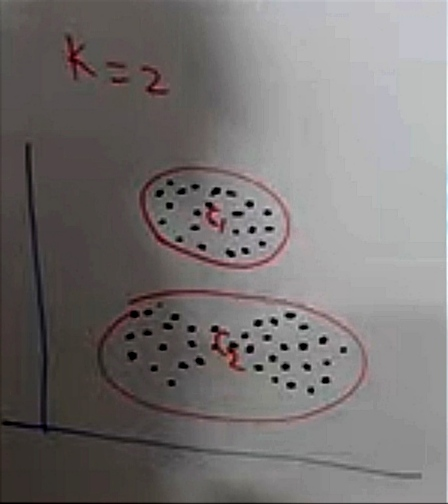 K = 2
C₁
C₂